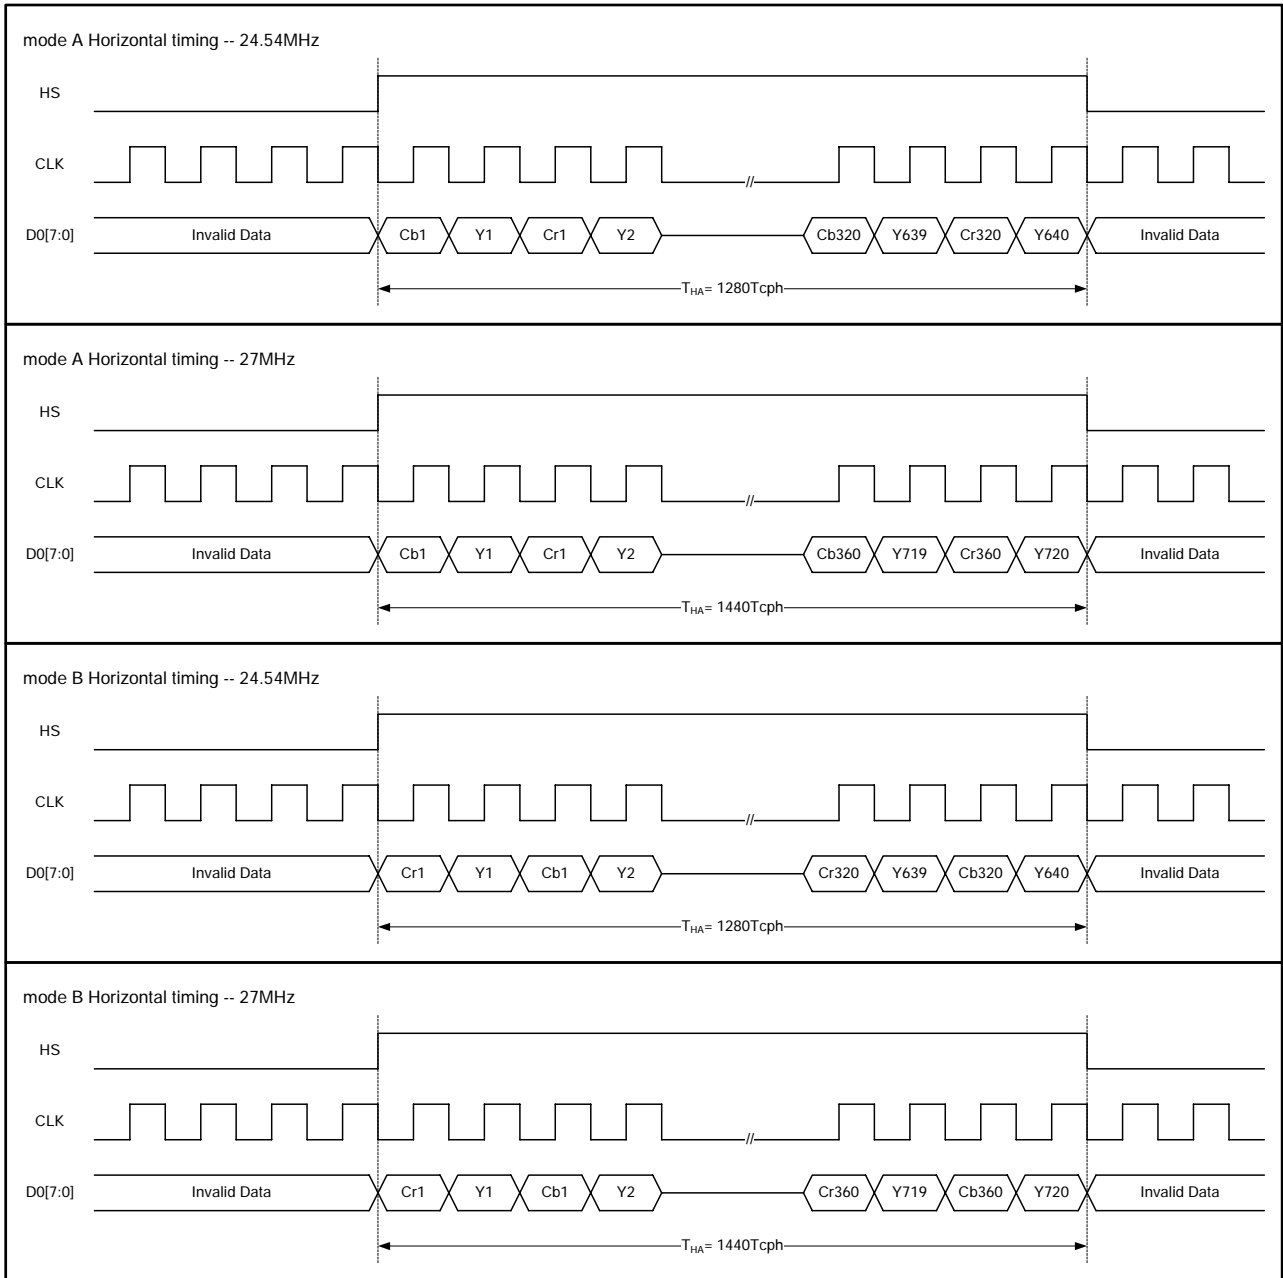 mode A Horizontal timing -- 24.54MHz
HS
CLK
//
D0[7:0] Invalid Data Cb1 Y1 Cr1 Y2 Cb320 Y639 Cr320 Y640 Invalid Data
THA= 1280Tcph
mode A Horizontal timing -- 27MHz
HS
CLK
//
D0[7:0] Invalid Data Cb1 Y1 Cr1 Y2 Cb360 Y719 Cr360 Y720 Invalid Data
THA= 1440Tcph
mode B Horizontal timing -- 24.54MHz
HS
CLK
//
D0[7:0] Invalid Data Cr1 Y1 Cb1 Y2 Cr320 Y639 Cb320 Y640 Invalid Data
THA= 1280Tcph
mode B Horizontal timing -- 27MHz
HS
CLK
//
D0[7:0] Invalid Data Cr1 Y1 Cb1 Y2 Cr360 Y719 Cb360 Y720 Invalid Data
THA= 1440Tcph